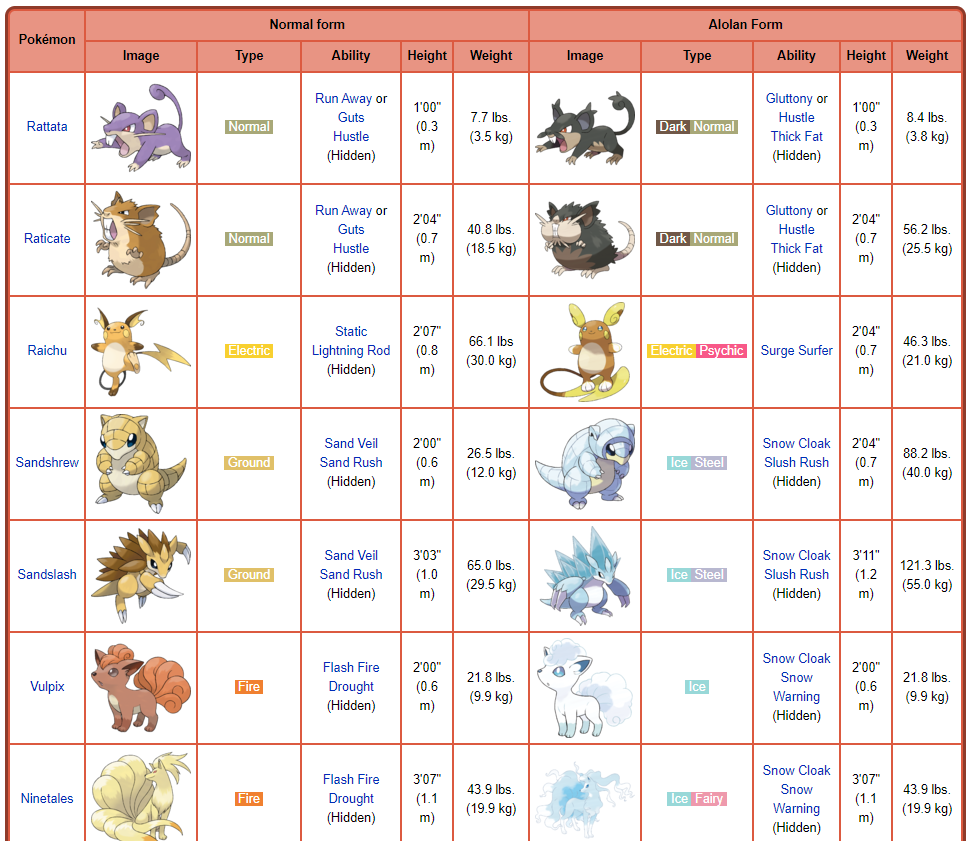 Pokémon
Normal form
Alolan Form
Image
Type
Ability
Height
Weight
Image
Type
Ability
Height
Weight
Rattata
Normal
Run Away or
Guts
Hustle
(Hidden)
1'00"
(0.3
m)
7.7 lbs.
(3.5 kg)
Dark Normal
Gluttony or
Hustle
Thick Fat
(Hidden)
1'00"
(0.3
m)
8.4 lbs.
(3.8 kg)
Raticate
Normal
Run Away or
Guts
Hustle
(Hidden)
2'04"
(0.7
m)
40.8 lbs.
(18.5 kg)
Dark Normal
Gluttony or
Hustle
Thick Fat
(Hidden)
2'04"
(0.7
m)
56.2 lbs.
(25.5 kg)
Raichu
Electric
Static
Lightning Rod
(Hidden)
2'07"
(0.8
m)
66.1 lbs
(30.0 kg)
Electric Psychic
Surge Surfer
2'04"
(0.7
m)
46.3 lbs.
(21.0 kg)
Sandshrew
Ground
Sand Veil
Sand Rush
(Hidden)
2'00"
(0.6
m)
26.5 lbs.
(12.0 kg)
Ice Steel
Snow Cloak
Slush Rush
(Hidden)
2'04"
(0.7
m)
88.2 lbs.
(40.0 kg)
Sandslash
Ground
Sand Veil
Sand Rush
(Hidden)
3'03"
(1.0
m)
65.0 lbs.
(29.5 kg)
Ice Steel
Snow Cloak
Slush Rush
(Hidden)
3'11"
(1.2
m)
121.3 lbs.
(55.0 kg)
Vulpix
Fire
Flash Fire
Drought
(Hidden)
2'00"
(0.6
m)
21.8 lbs.
(9.9 kg)
Ice
Snow Cloak
Snow
Warning
(Hidden)
2'00"
(0.6
m)
21.8 lbs.
(9.9 kg)
Ninetales
Fire
Flash Fire
Drought
(Hidden)
3'07"
(1.1
m)
43.9 lbs.
(19.9 kg)
Ice Fairy
Snow Cloak
Snow
Warning
(Hidden)
3'07"
(1.1
m)
43.9 lbs.
(19.9 kg)